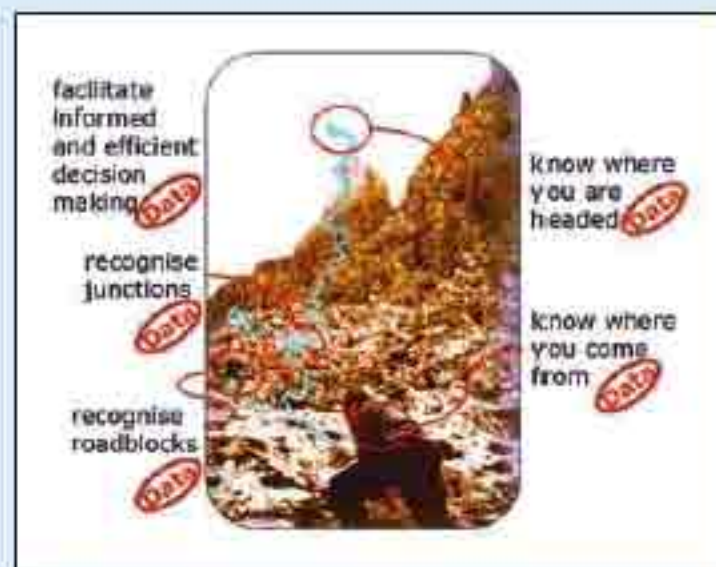 facilitate
informed
and efficient
decision
making
Data
recognise
junctions
Data
recognise
roadblocks
Data
know where
you are
headed
Data
know where
you come
from
Data